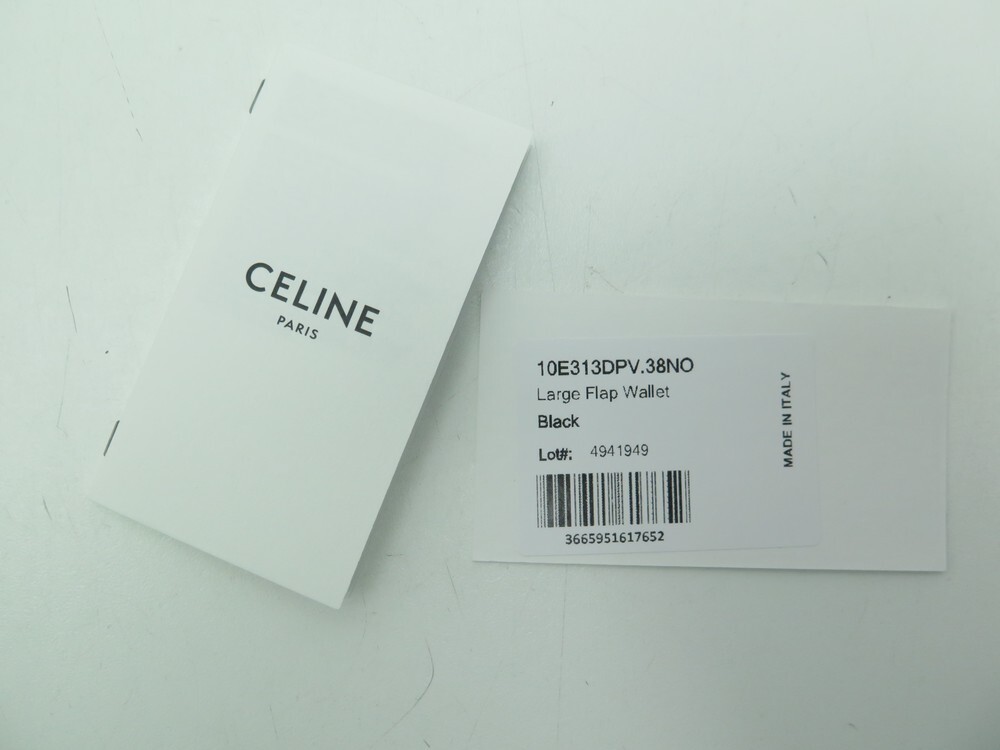 CELINE
PARIS
10E313DPV.38NO
Large Flap Wallet
Black
Lot#: 4941949
3665951617652
MADE IN ITALY